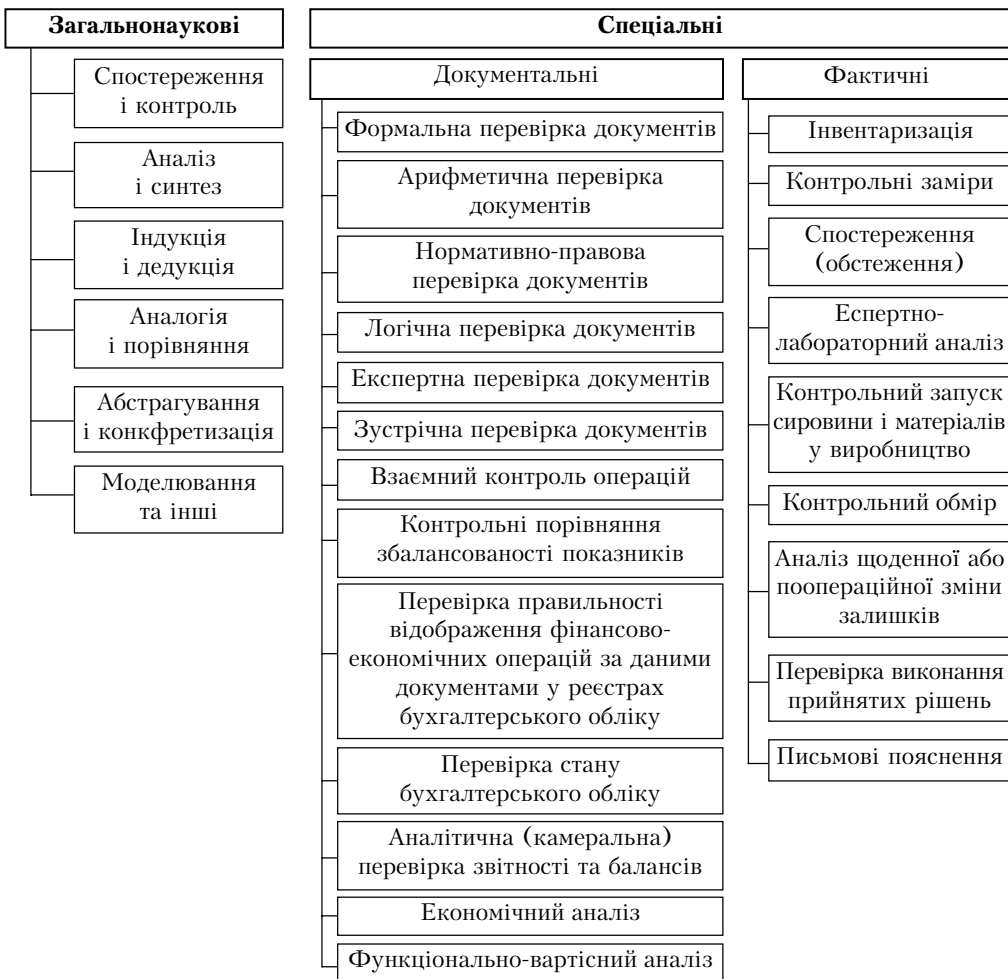 Загальнонаукові
Спостереження
і контроль
Аналіз
і синтез
Індукція
і дедукція
Аналогія
і порівняння
Абстрагування
і конкфретизація
Моделювання
та інші
Спеціальні
Документальні
Формальна перевірка документів
Арифметична перевірка
документів
Нормативно-правова
перевірка документів
Логічна перевірка документів
Експертна перевірка документів
Зустрічна перевірка документів
Взаємний контроль операцій
Контрольні порівняння
збалансованості показників
Перевірка правильності
відображення фінансово-
економічних операцій за даними
документами у реєстрах
бухгалтерського обліку
Перевірка стану
бухгалтерського обліку
Аналітична (камеральна)
перевірка звітності та балансів
Економічний аналіз
Функціонально-вартісний аналіз
Фактичні
Інвентаризація
Контрольні заміри
Спостереження
(обстеження)
Еспертно-
лабораторний аналіз
Контрольний запуск
сировини і матеріалів
у виробництво
Контрольний обмір
Аналіз щоденної або
поопераційної зміни
залишків
Перевірка виконання
прийнятих рішень
Письмові пояснення